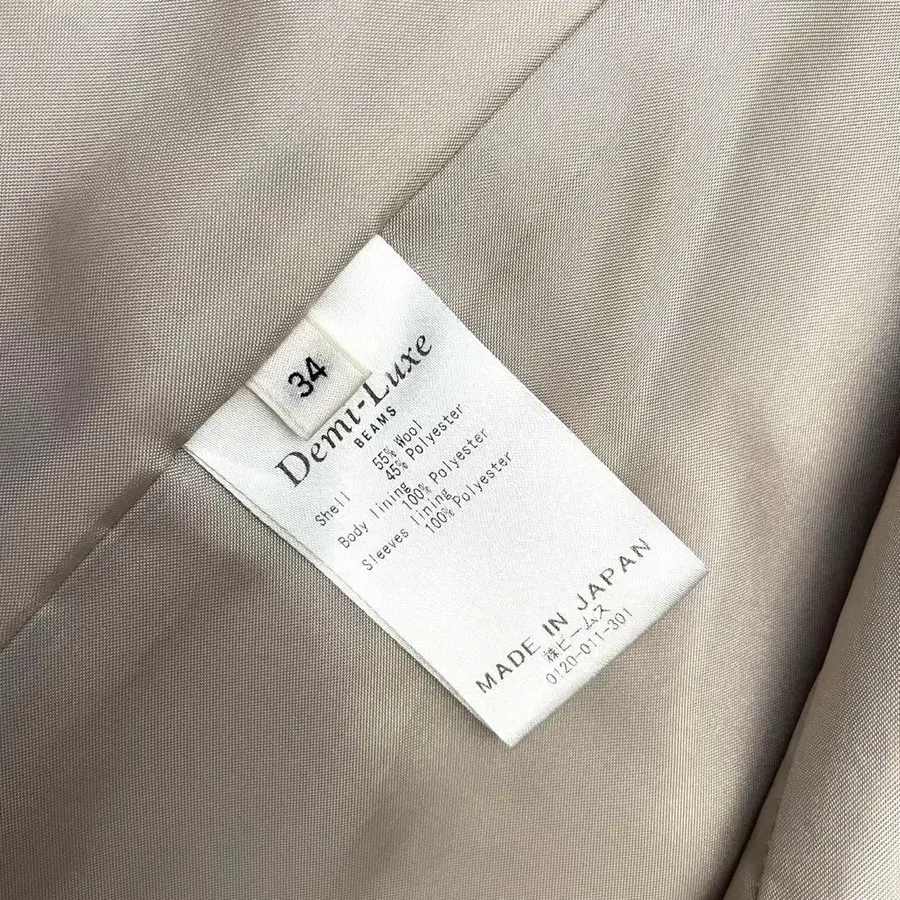 34
Demi-Luxe
BEAMS
Shell 55% Wool
45% Polyester
Body lining
100% Polyester
Sleeves lining
100% Polyester
MADE IN JAPAN
㈱ビームス
0120-011-301